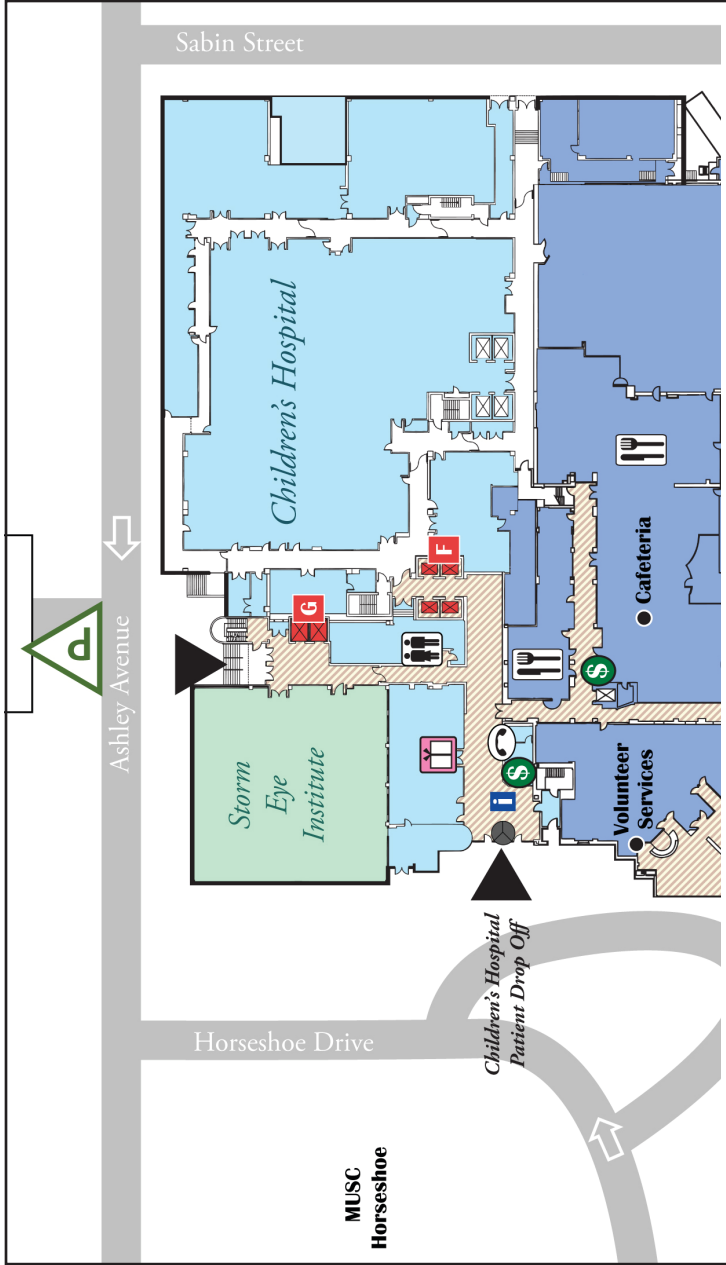 Sabin Street
Children's Hospital
Ashley Avenue
P
G
F
Storm
Eye
Institute
Cafeteria
$
$
i
Volunteer
Services
Children's Hospital
Patient Drop Off
Horseshoe Drive
MUSC
Horseshoe